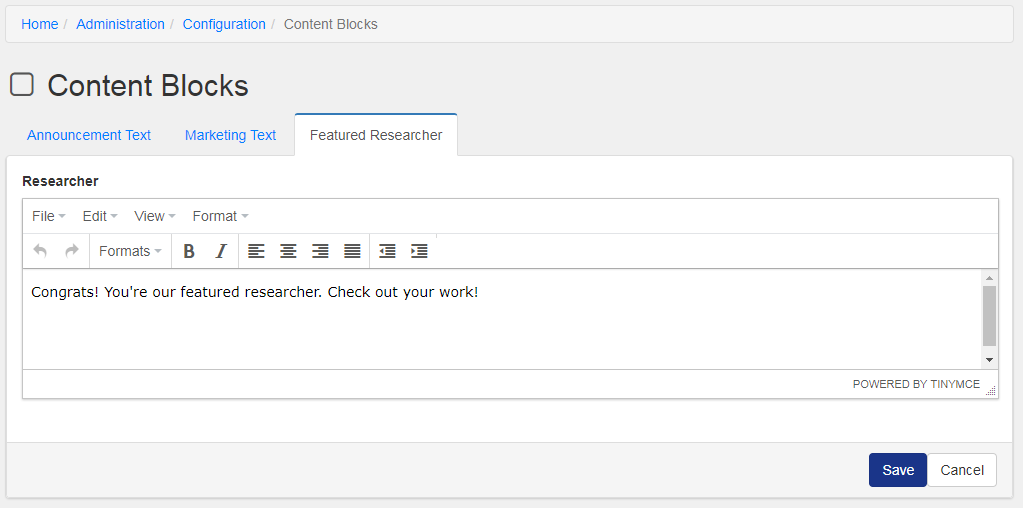 Home / Administration / Configuration / Content Blocks
Content Blocks
Announcement Text Marketing Text Featured Researcher
Researcher
File Edit View Format
Formats B I
Congrats! You're our featured researcher. Check out your work!
POWERED BY TINYMCE
Save Cancel